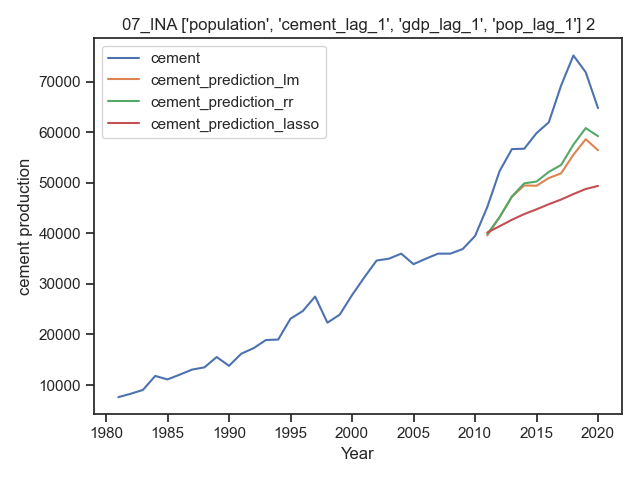 07_INA ['population', 'cement_lag_1', 'gdp_lag_1', 'pop_lag_1'] 2
cement
cement_prediction_lm
cement_prediction_rr
cement_prediction_lasso
cement production
70000
60000
50000
40000
30000
20000
10000
1980 1985 1990 1995 2000 2005 2010 2015 2020
Year